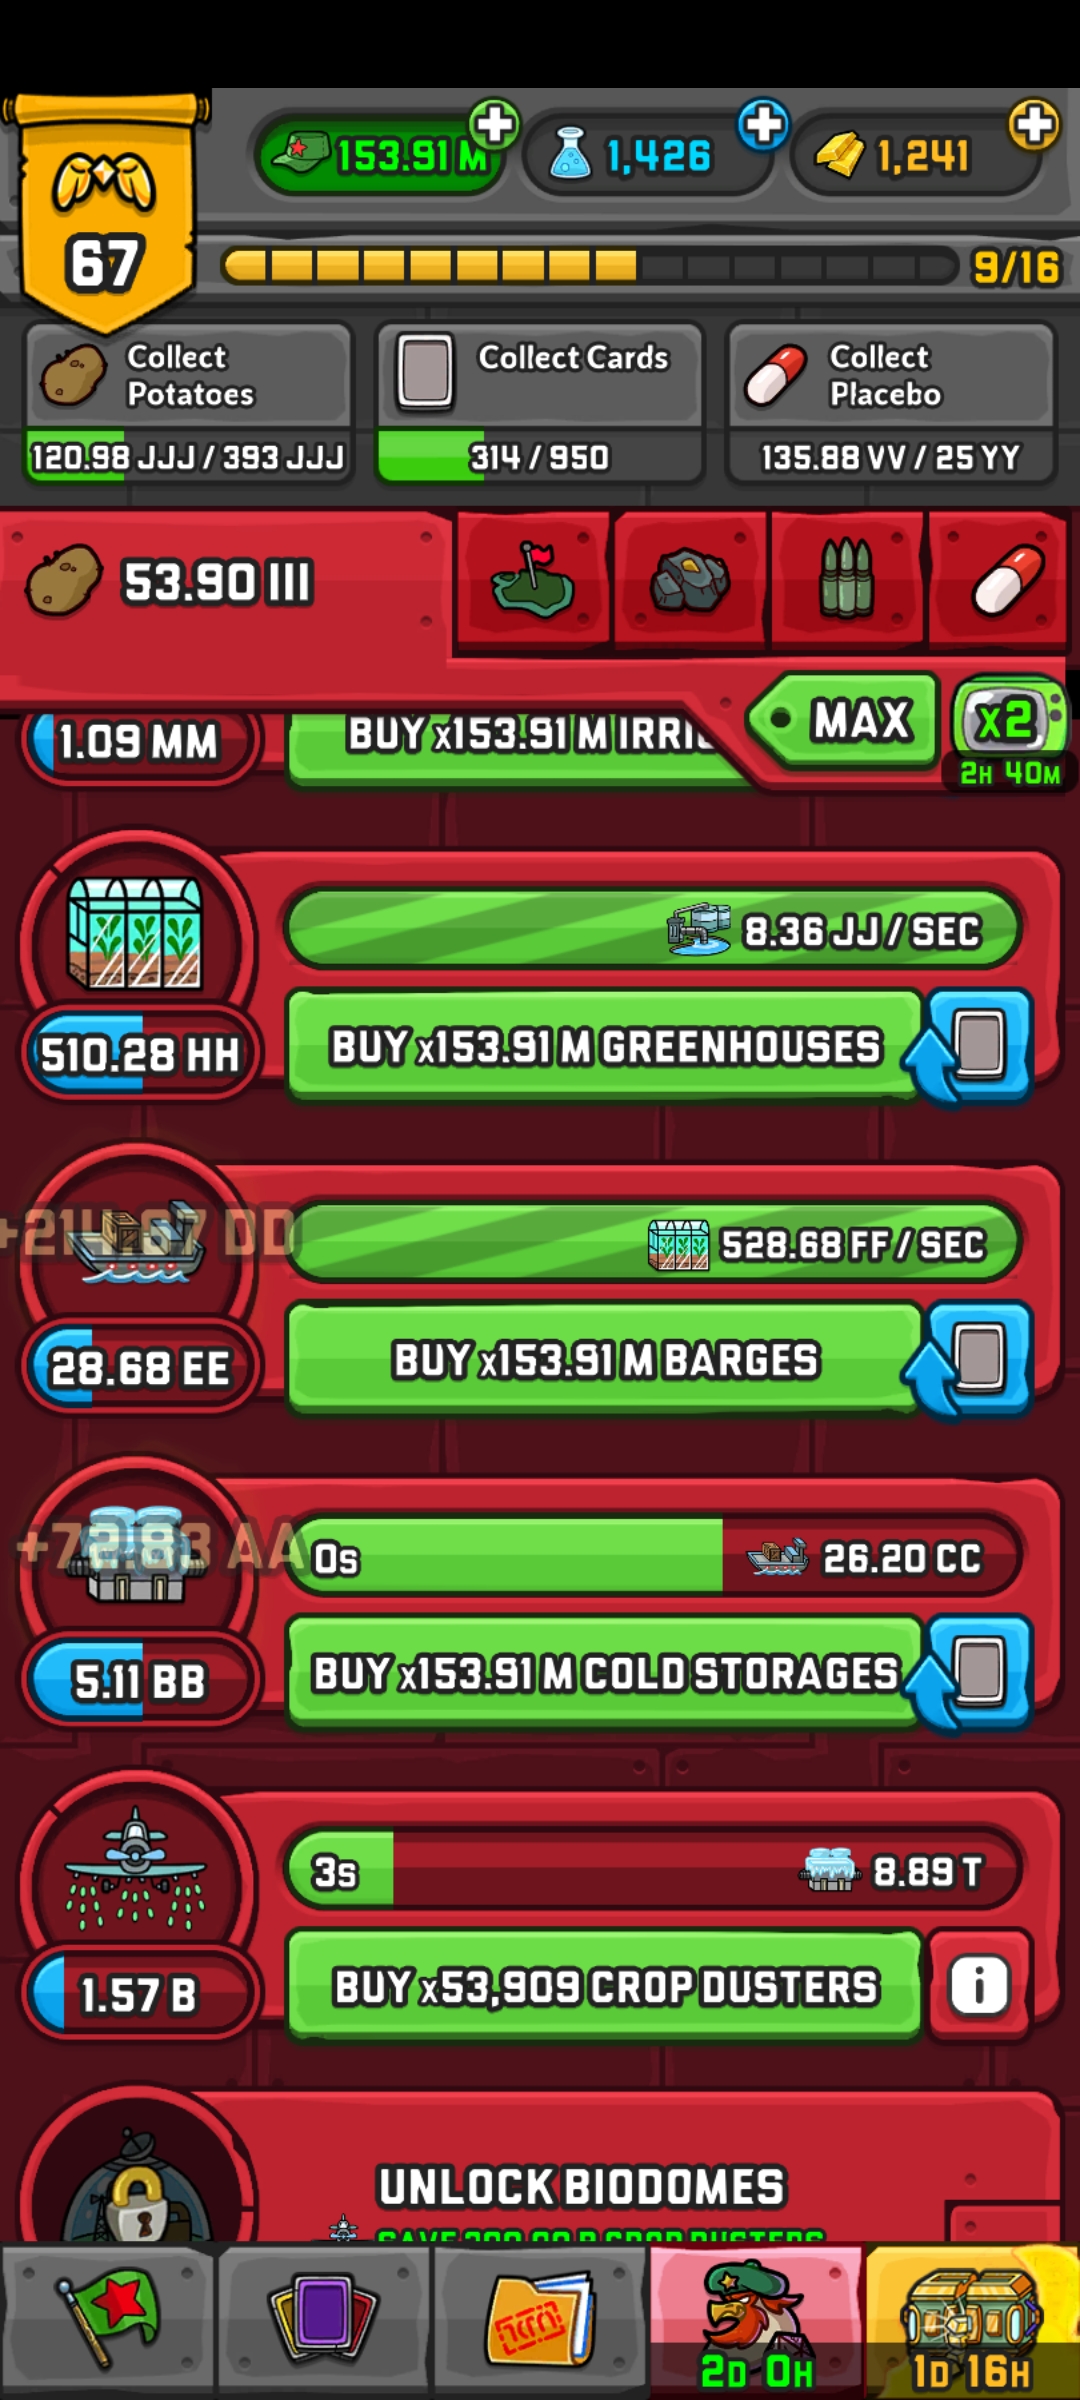 153.91 M
1,426
1,241
67
9/16
Collect
Potatoes
120.98 JJJ / 393 JJJ
Collect Cards
314 / 950
Collect
Placebo
135.88 VV / 25 YY
53.90 III
MAX
x2
2H 40M
1.09 MM
BUY x153.91 M
8.36 JJ / SEC
510.28 HH
BUY x153.91 M GREENHOUSES
+214.67 DD
528.68 FF / SEC
28.68 EE
BUY x153.91 M BARGES
+72.83 AA
0s
26.20 CC
5.11 BB
BUY x153.91 M COLD STORAGES
3s
8.89 T
1.57 B
BUY x53,909 CROP DUSTERS
i
UNLOCK BIODOMES
CROP DUSTERS
2D 0H
1D 16H